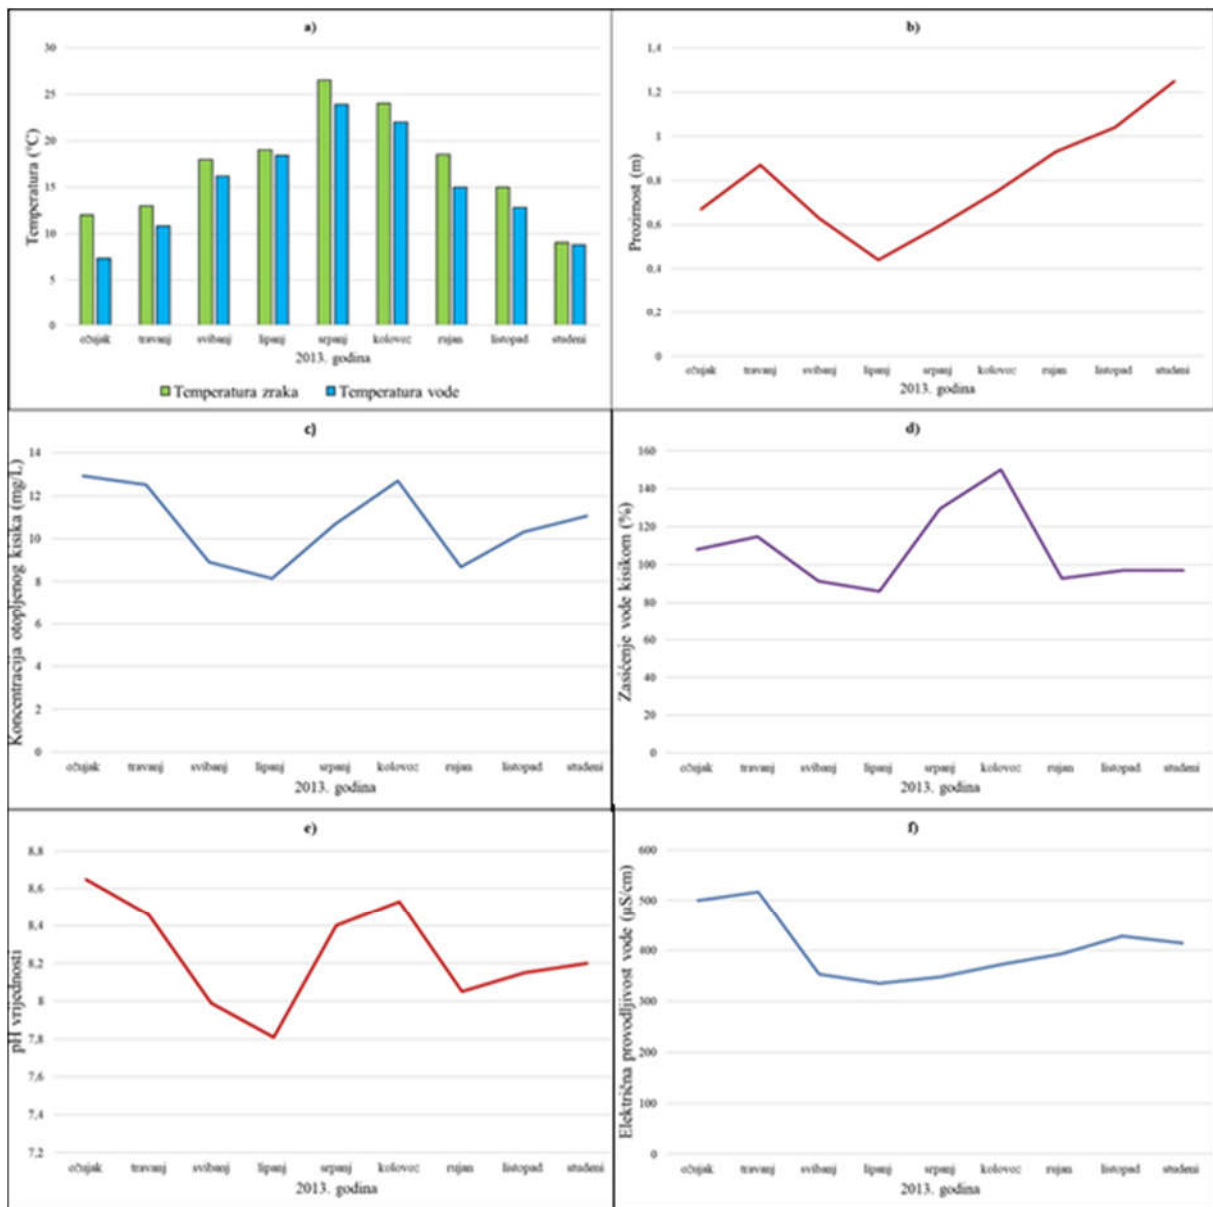 a)
Temperatura (°C)
30
25
20
15
10
5
0
ožujak travanj svibanj lipanj srpanj kolovoz rujan listopad studeni
2013. godina
Temperatura zraka Temperatura vode
b)
Prozirnost (m)
1,4
1,2
1
0,8
0,6
0,4
0,2
0
ožujak travanj svibanj lipanj srpanj kolovoz rujan listopad studeni
2013. godina
c)
Koncentracija otopljenog kisika (mg/L)
14
12
10
8
6
4
2
0
ožujak travanj svibanj lipanj srpanj kolovoz rujan listopad studeni
2013. godina
d)
Zasićenje vode kisikom (%)
160
140
120
100
80
60
40
20
0
ožujak travanj svibanj lipanj srpanj kolovoz rujan listopad studeni
2013. godina
e)
pH vrijednosti
8,8
8,6
8,4
8,2
8
7,8
7,6
7,4
7,2
ožujak travanj svibanj lipanj srpanj kolovoz rujan listopad studeni
2013. godina
f)
Električna provodljivost vode (µS/cm)
600
500
400
300
200
100
0
ožujak travanj svibanj lipanj srpanj kolovoz rujan listopad studeni
2013. godina